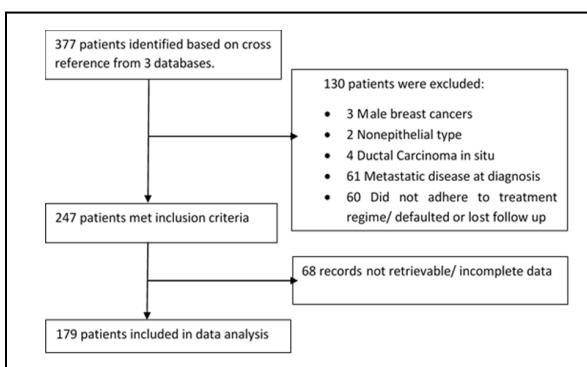 377 patients identified based on cross
reference from 3 databases.
130 patients were excluded:
• 3 Male breast cancers
• 2 Nonepithelial type
• 4 Ductal Carcinoma in situ
• 61 Metastatic disease at diagnosis
• 60 Did not adhere to treatment
regime/ defaulted or lost follow up
247 patients met inclusion criteria
68 records not retrievable/ incomplete data
179 patients included in data analysis